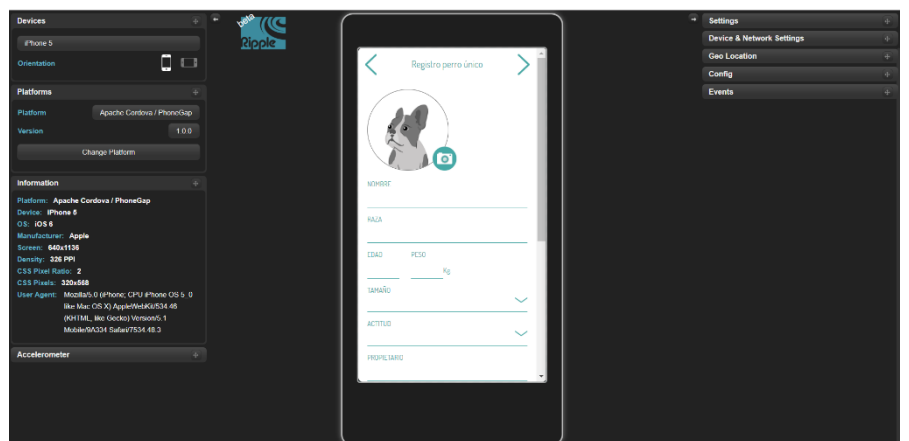 Devices
iPhone 5
Orientation
Platforms
Platform Apache Cordova / PhoneGap
Version 1.0.0
Change Platform
Information
Platform: Apache Cordova / PhoneGap
Device: iPhone 5
OS: iOS 6
Manufacturer: Apple
Screen: 640x1136
Density: 326 PPI
CSS Pixel Ratio: 2
CSS Pixels: 320x568
User Agent: Mozilla/5.0 (iPhone; CPU iPhone OS 5_0
like Mac OS X) AppleWebKit/534.46
(KHTML, like Gecko) Version/5.1
Mobile/9A334 Safari/7534.48.3
Accelerometer
beta
Ripple
Registro perro único
NOMBRE
RAZA
EDAD PESO
Kg
TAMAÑO
ACTITUD
PROPIETARIO
Settings
Device & Network Settings
Geo Location
Config
Events